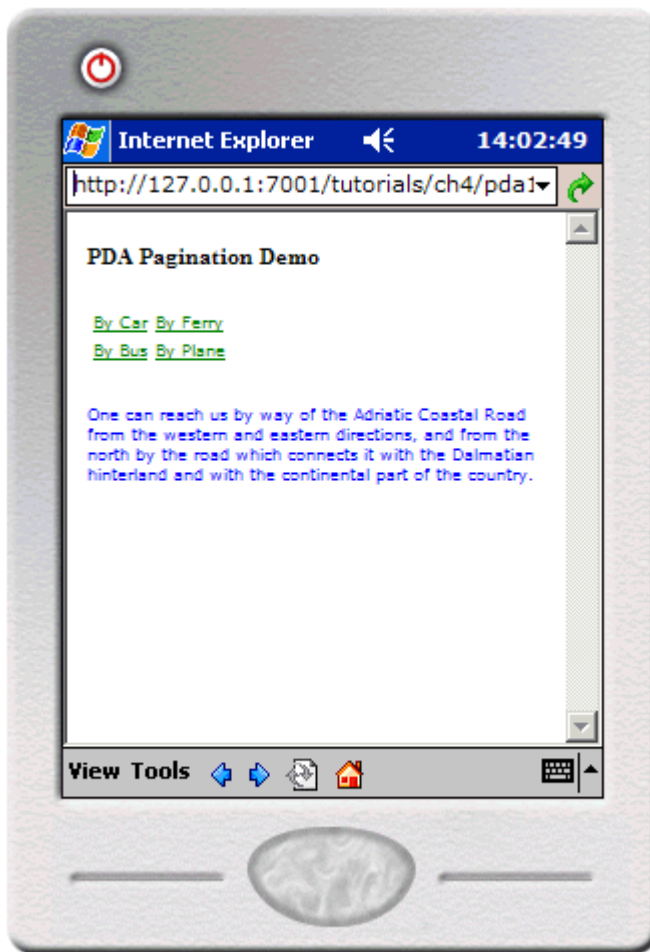 Internet Explorer 14:02:49
http://127.0.0.1:7001/tutorials/ch4/pda1
PDA Pagination Demo
By Car By Ferry
By Bus By Plane
One can reach us by way of the Adriatic Coastal Road
from the western and eastern directions, and from the
north by the road which connects it with the Dalmatian
hinterland and with the continental part of the country.
View Tools